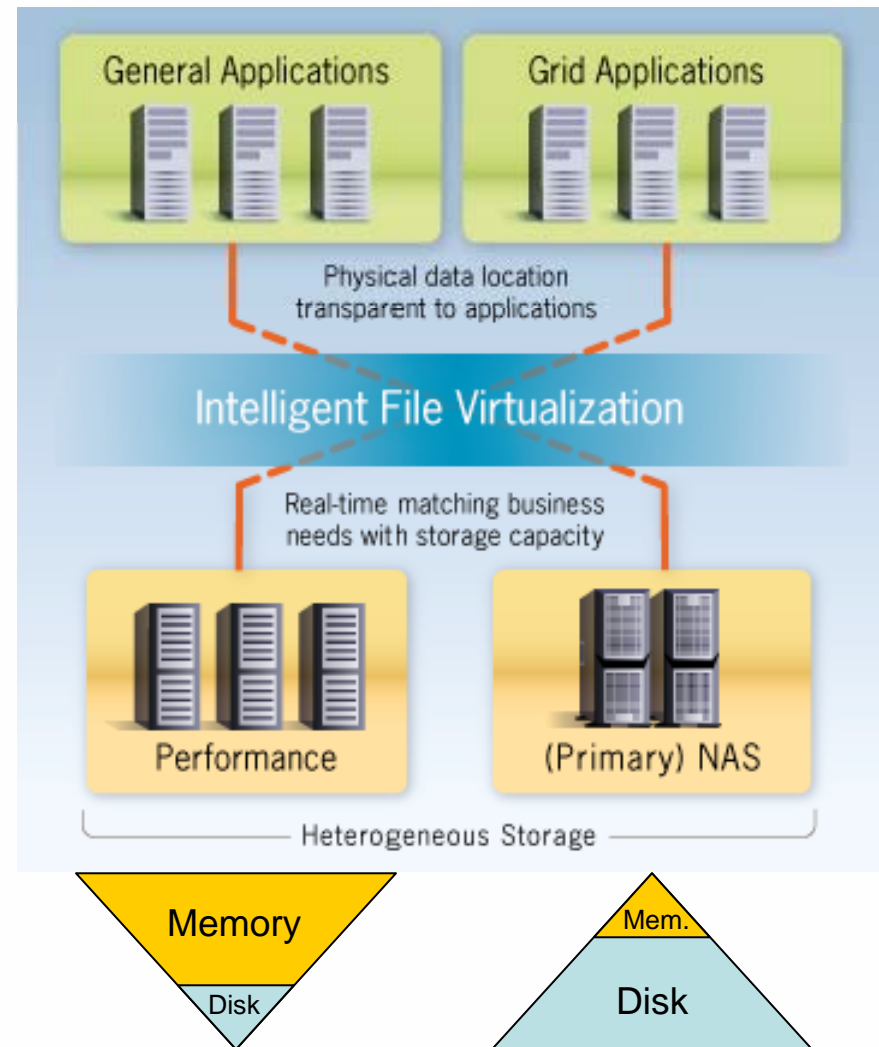 General Applications
Grid Applications
Physical data location
transparent to applications
Intelligent File Virtualization
Real-time matching business
needs with storage capacity
Performance
(Primary) NAS
Heterogeneous Storage
Memory
Disk
Mem.
Disk